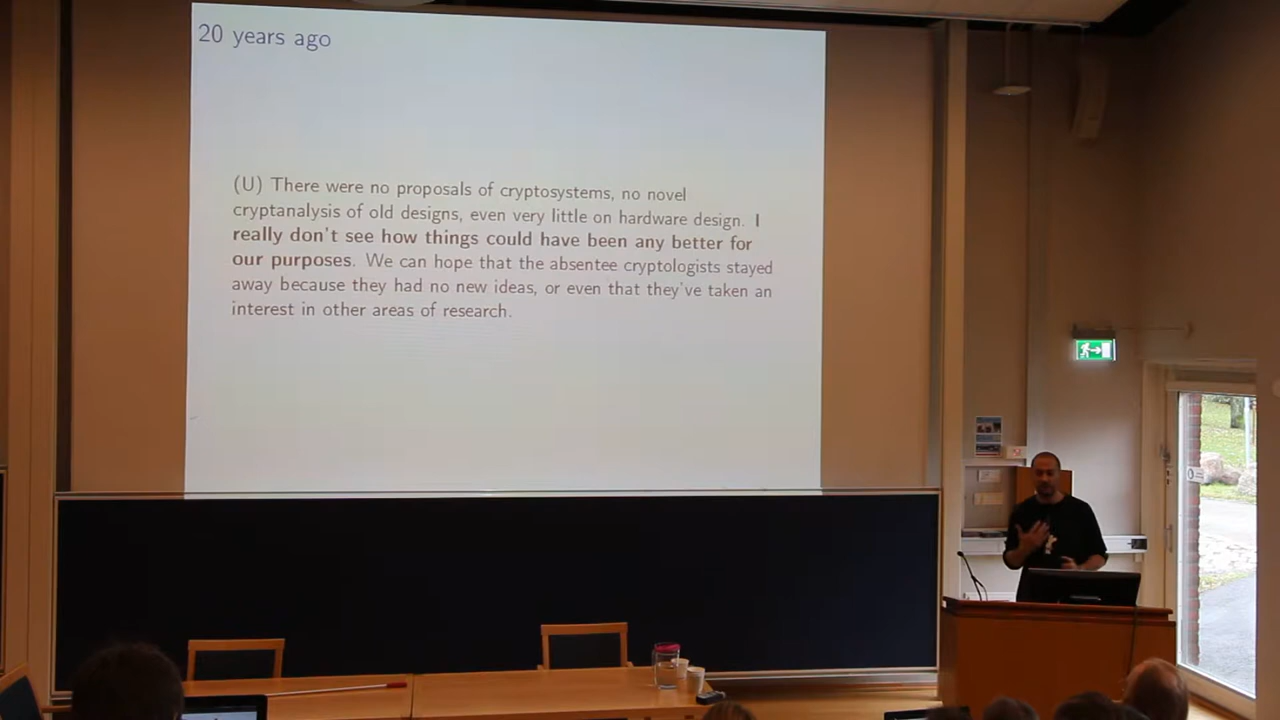 20 years ago
(U) There were no proposals of cryptosystems, no novel
cryptanalysis of old designs, even very little on hardware design. I
really don't see how things could have been any better for
our purposes. We can hope that the absentee cryptologists stayed
away because they had no new ideas, or even that they've taken an
interest in other areas of research.